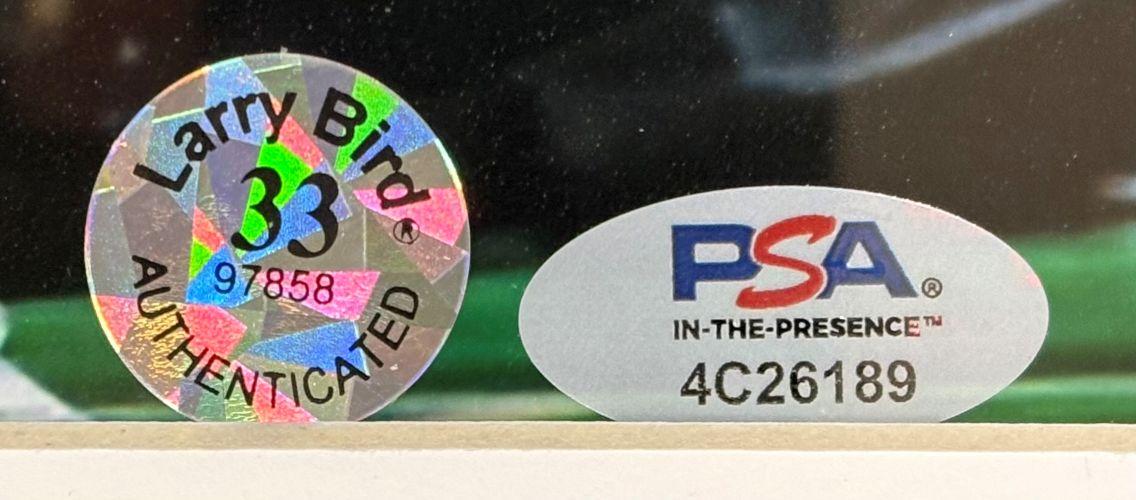 Larry Bird®
33
97858
AUTHENTICATED
PSA®
IN-THE-PRESENCE™
4C26189